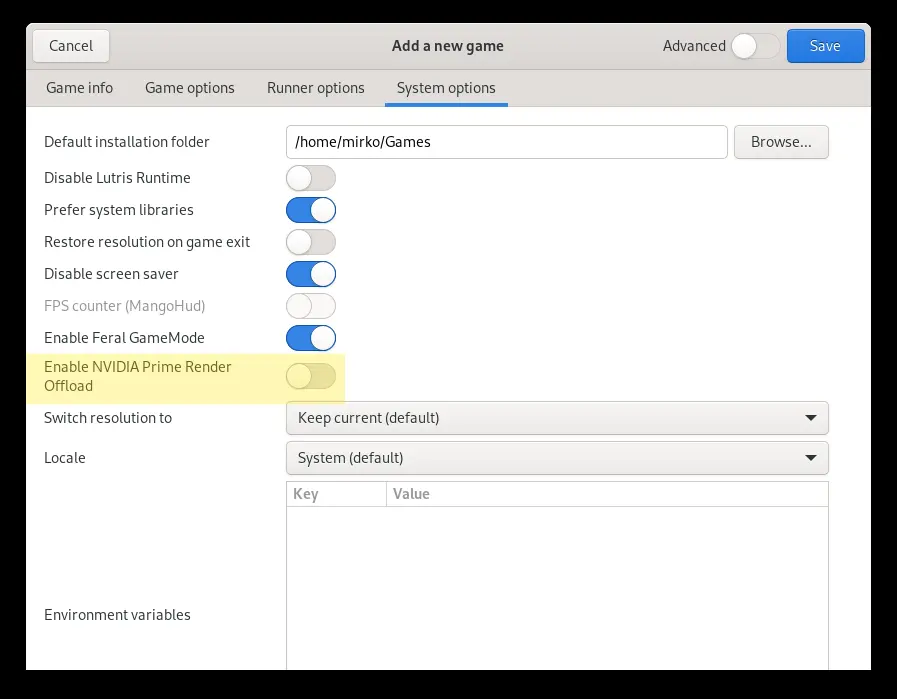 Cancel
Add a new game
Advanced
Save
Game info
Game options
Runner options
System options
Default installation folder
/home/mirko/Games
Browse...
Disable Lutris Runtime
Prefer system libraries
Restore resolution on game exit
Disable screen saver
FPS counter (MangoHud)
Enable Feral GameMode
Enable NVIDIA Prime Render
Offload
Switch resolution to
Keep current (default)
Locale
System (default)
Key
Value
Environment variables